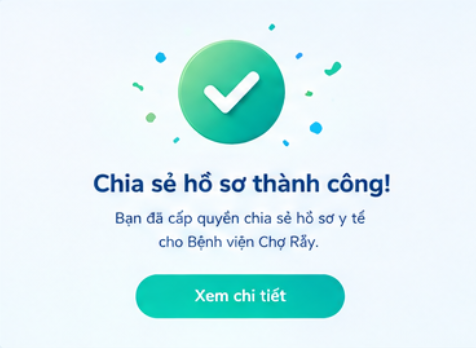 Chia sẻ hồ sơ thành công!
Bạn đã cấp quyền chia sẻ hồ sơ y tế
cho Bệnh viện Chợ Rẫy.
Xem chi tiết